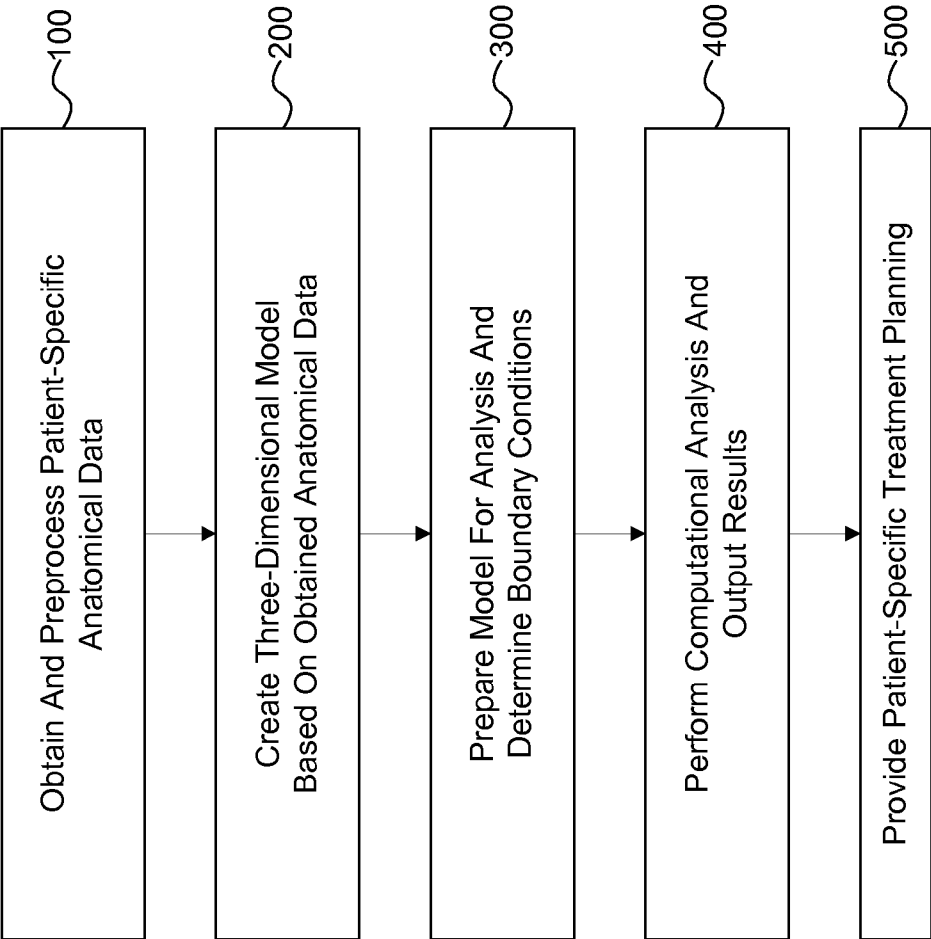 Obtain And Preprocess Patient-Specific
Anatomical Data
100
Create Three-Dimensional Model
Based On Obtained Anatomical Data
200
Prepare Model For Analysis And
Determine Boundary Conditions
300
Perform Computational Analysis And
Output Results
400
Provide Patient-Specific Treatment Planning
500